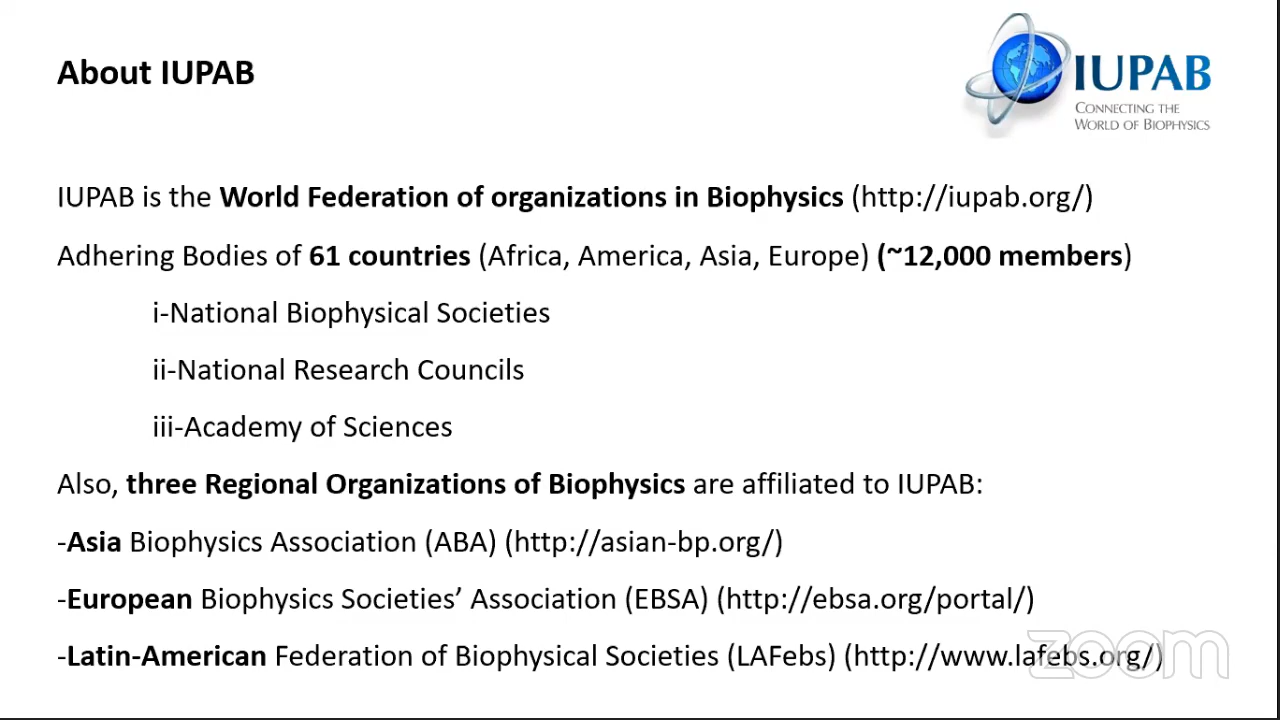 About IUPAB
IUPAB
CONNECTING THE
WORLD OF BIOPHYSICS
IUPAB is the World Federation of organizations in Biophysics (http://iupab.org/)
Adhering Bodies of 61 countries (Africa, America, Asia, Europe) (~12,000 members)
i-National Biophysical Societies
ii-National Research Councils
iii-Academy of Sciences
Also, three Regional Organizations of Biophysics are affiliated to IUPAB:
-Asia Biophysics Association (ABA) (http://asian-bp.org/)
-European Biophysics Societies’ Association (EBSA) (http://ebsa.org/portal/)
-Latin-American Federation of Biophysical Societies (LAFebs) (http://www.lafebs.org/)
zoom